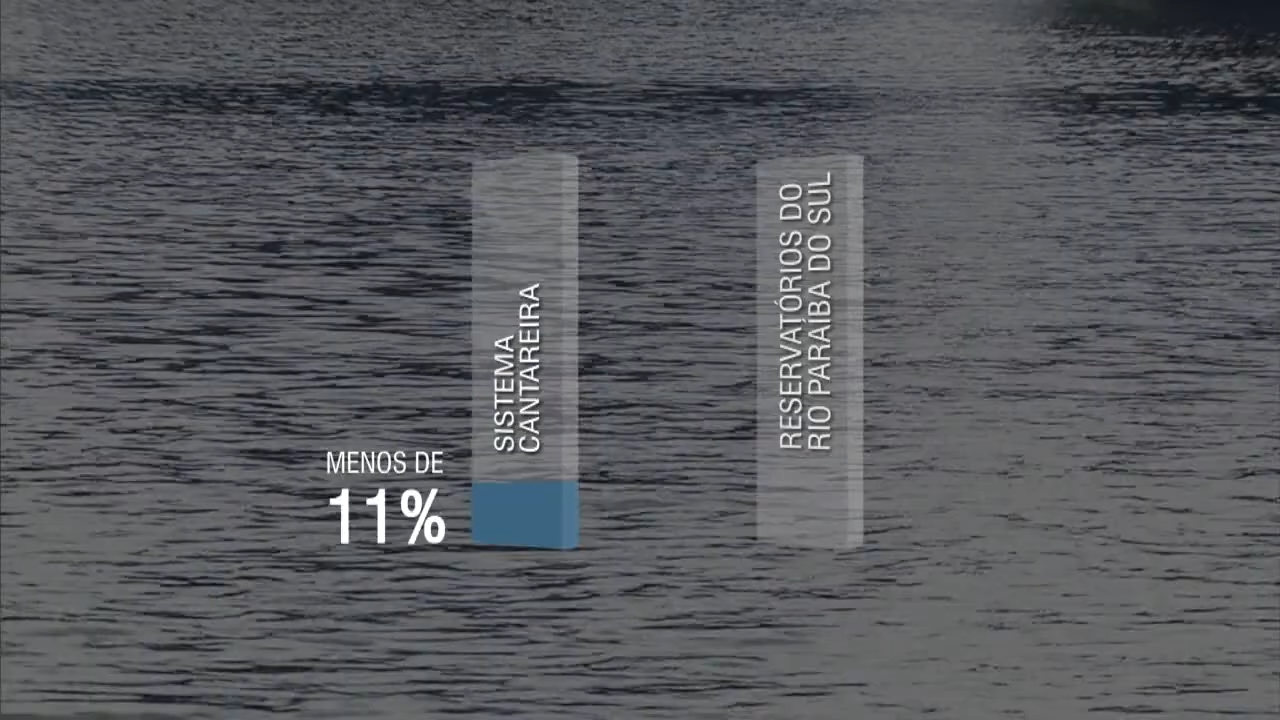 SISTEMA
CANTAREIRA
MENOS DE
11%
RESERVATÓRIOS DO
RIO PARAÍBA DO SUL